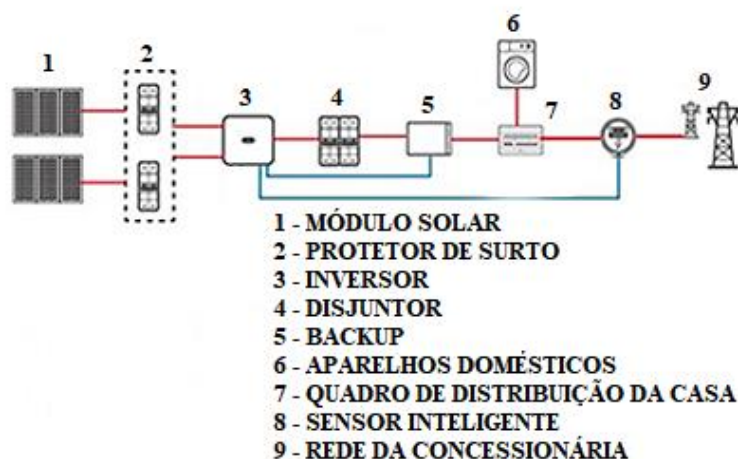 1
2
3
4
5
6
7
8
9
1 - MÓDULO SOLAR
2 - PROTETOR DE SURTO
3 - INVERSOR
4 - DISJUNTOR
5 - BACKUP
6 - APARELHOS DOMÉSTICOS
7 - QUADRO DE DISTRIBUIÇÃO DA CASA
8 - SENSOR INTELIGENTE
9 - REDE DA CONCESSIONÁRIA